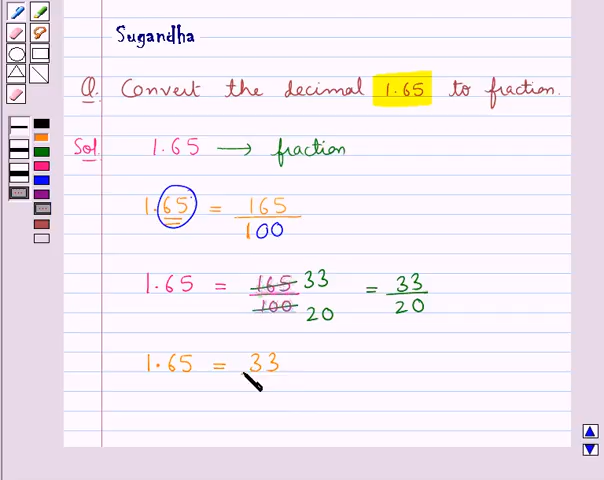 Sugandha
Q. Convert the decimal 1.65 to fraction.
Sol. 1.65 → fraction
1.65 = 165/100
1.65 = 165/100 33/20 = 33/20
1.65 = 33